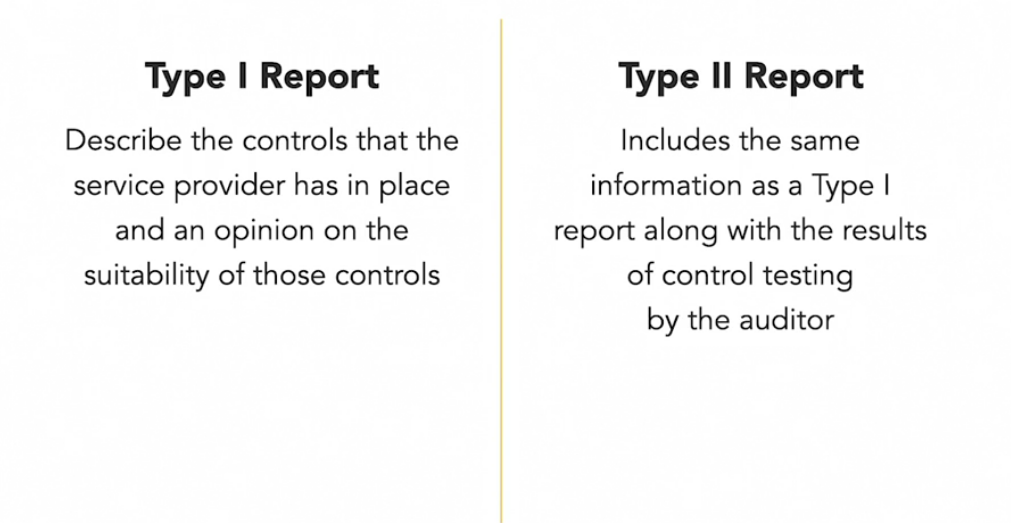 Type I Report
Describe the controls that the
service provider has in place
and an opinion on the
suitability of those controls
Type II Report
Includes the same
information as a Type I
report along with the results
of control testing
by the auditor